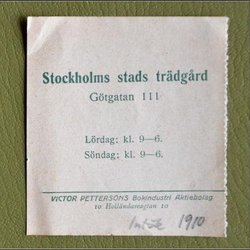 Stockholms stads trädgård
Götgatan 111
Lördag: kl. 9—6.
Söndag; kl. 9—6.
VICTOR PETTERSONS Bokindustri Aktiebolag
10 Holländaregatan 10
1910